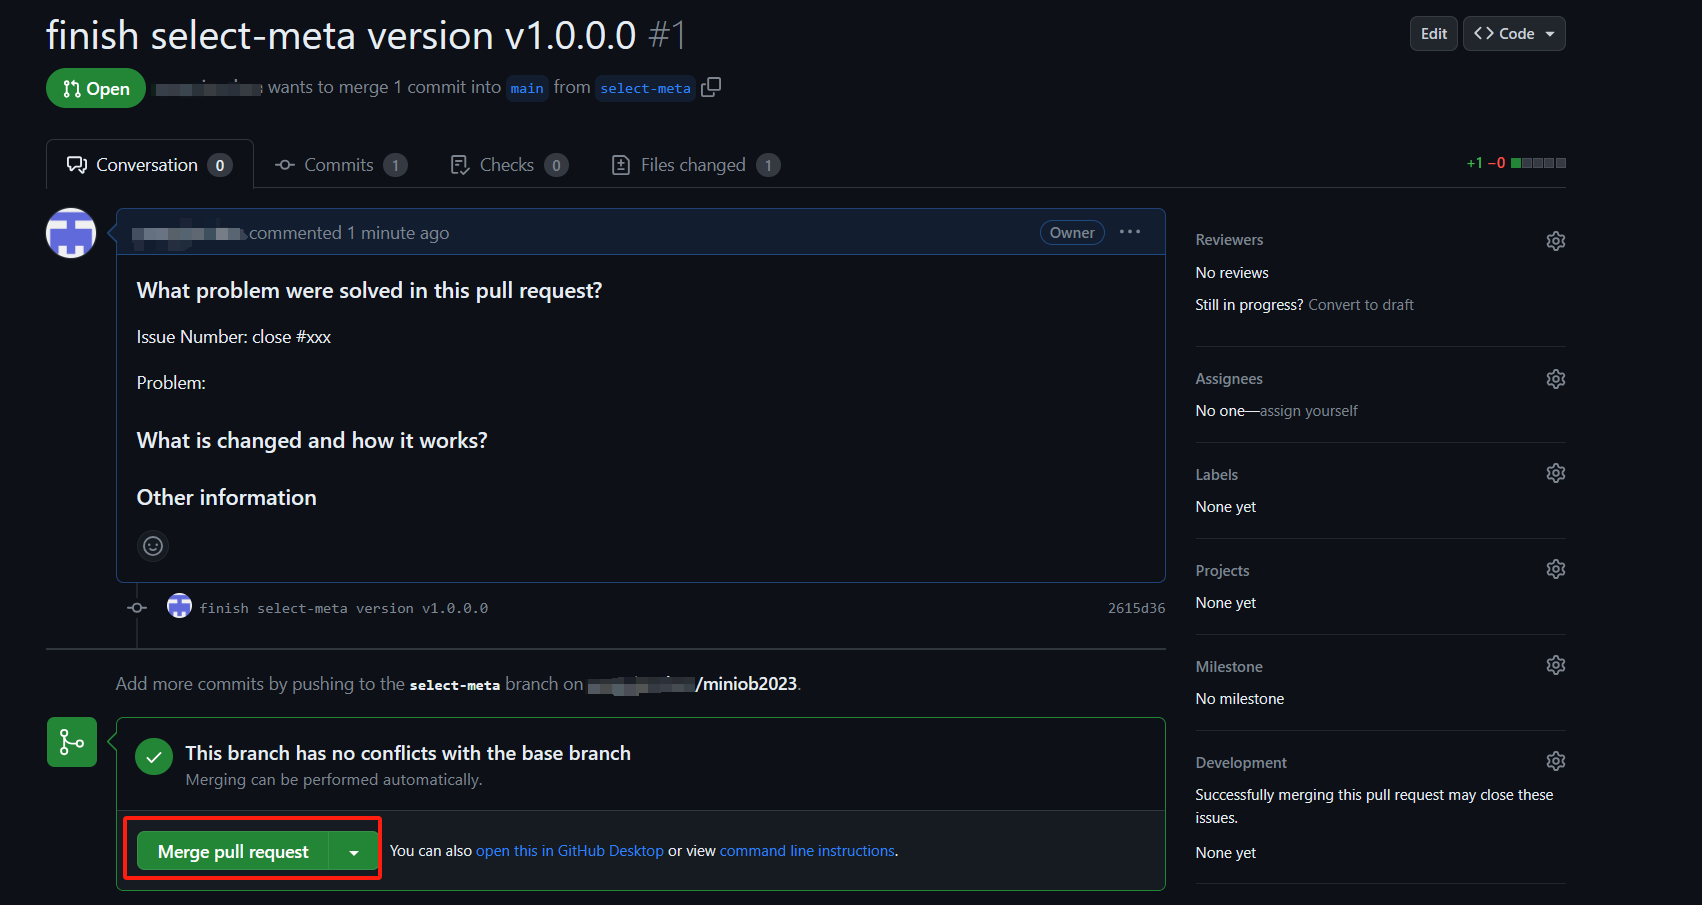 finish select-meta version v1.0.0.0 #1
Edit
<> Code
Open
wants to merge 1 commit into main from select-meta
Conversation 0
Commits 1
Checks 0
Files changed 1
+1 −0
commented 1 minute ago
Owner
What problem were solved in this pull request?
Issue Number: close #xxx
Problem:
What is changed and how it works?
Other information
finish select-meta version v1.0.0.0
2615d36
Add more commits by pushing to the select-meta branch on /miniob2023.
This branch has no conflicts with the base branch
Merging can be performed automatically.
Merge pull request
You can also open this in GitHub Desktop or view command line instructions.
Reviewers
No reviews
Still in progress? Convert to draft
Assignees
No one—assign yourself
Labels
None yet
Projects
None yet
Milestone
No milestone
Development
Successfully merging this pull request may close these
issues.
None yet